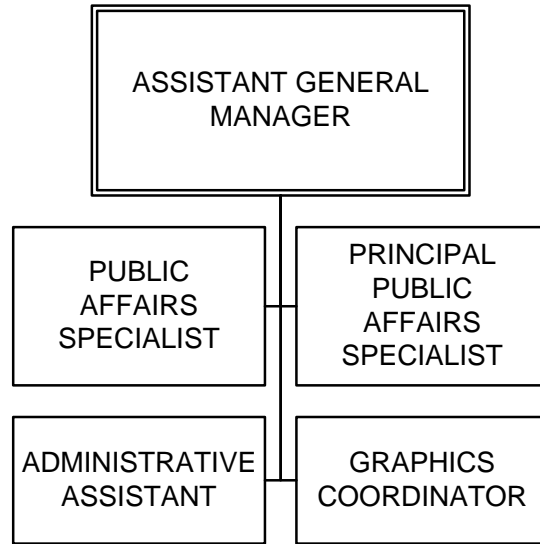 ASSISTANT GENERAL
MANAGER
PUBLIC
AFFAIRS
SPECIALIST
PRINCIPAL
PUBLIC
AFFAIRS
SPECIALIST
ADMINISTRATIVE
ASSISTANT
GRAPHICS
COORDINATOR